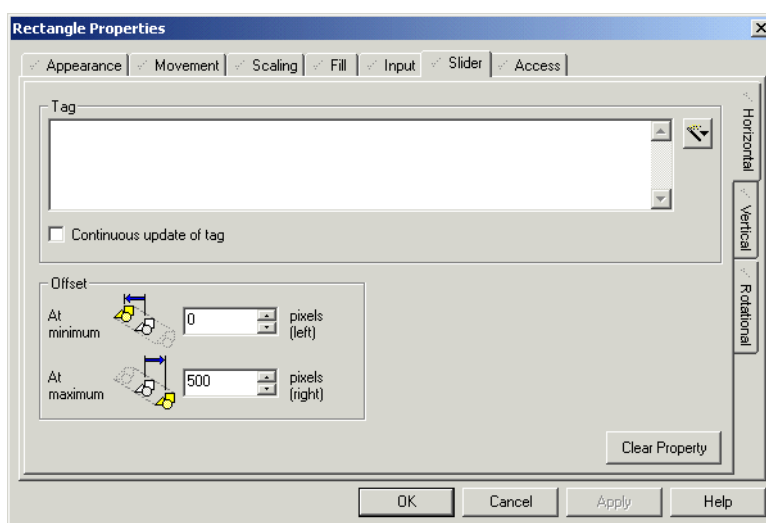 Rectangle Properties
Appearance Movement Scaling Fill Input Slider Access
Tag
Continuous update of tag
Offset
At
minimum
0
pixels
(left)
At
maximum
500
pixels
(right)
Horizontal
Vertical
Rotational
Clear Property
OK Cancel Apply Help